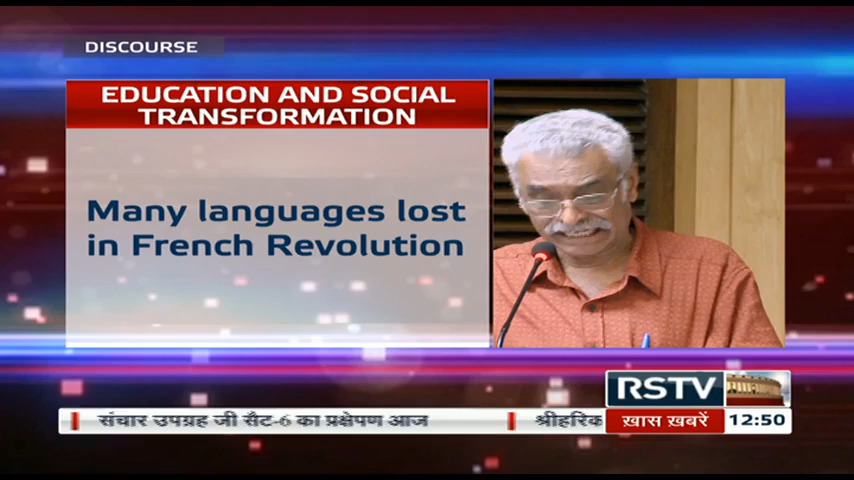 DISCOURSE
EDUCATION AND SOCIAL
TRANSFORMATION
Many languages lost
in French Revolution
RSTV
संचार उपग्रह जी सैट-6 का प्रक्षेपण आज
श्रीहरिक
ख़ास ख़बरें
12:50